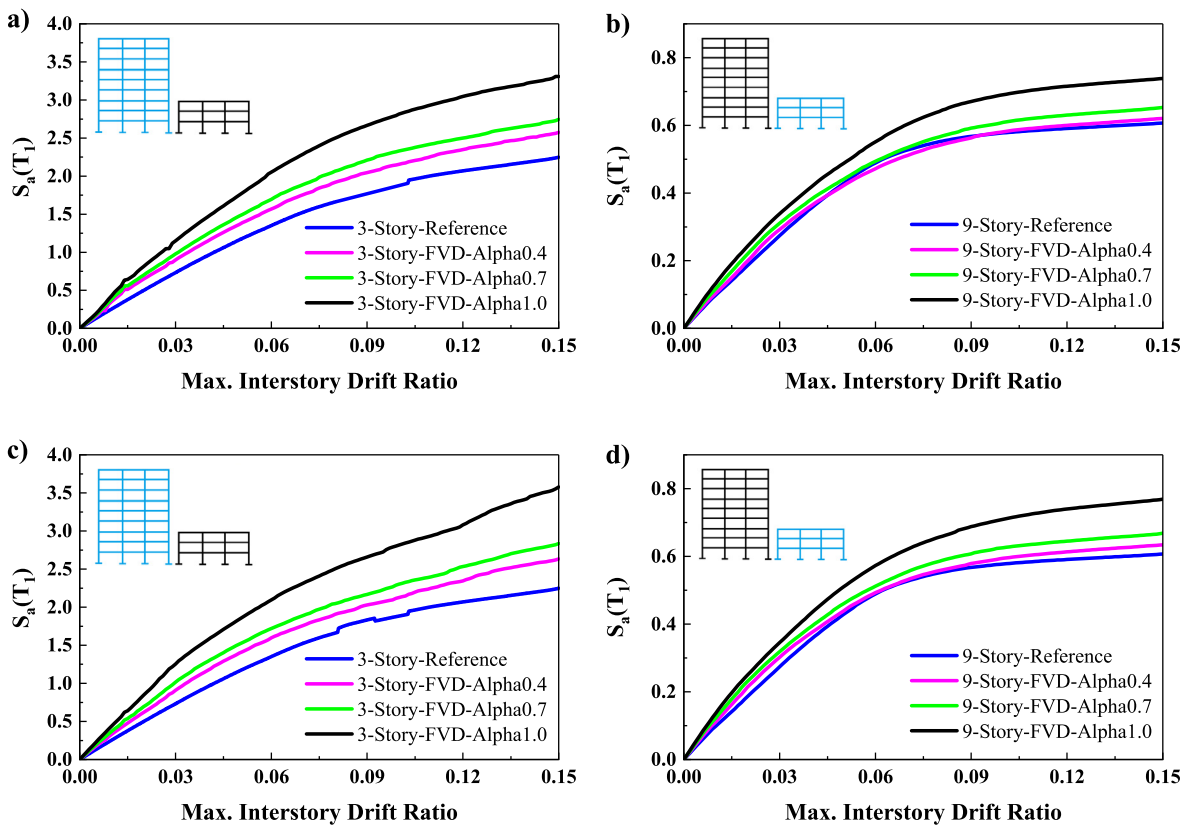 a)
4.0
3.5
3.0
2.5
2.0
1.5
1.0
0.5
0.0
Sa(T1)
3-Story-Reference
3-Story-FVD-Alpha0.4
3-Story-FVD-Alpha0.7
3-Story-FVD-Alpha1.0
0.00 0.03 0.06 0.09 0.12 0.15
Max. Interstory Drift Ratio
b)
0.8
0.6
0.4
0.2
0.0
Sa(T1)
9-Story-Reference
9-Story-FVD-Alpha0.4
9-Story-FVD-Alpha0.7
9-Story-FVD-Alpha1.0
0.00 0.03 0.06 0.09 0.12 0.15
Max. Interstory Drift Ratio
c)
4.0
3.5
3.0
2.5
2.0
1.5
1.0
0.5
0.0
Sa(T1)
3-Story-Reference
3-Story-FVD-Alpha0.4
3-Story-FVD-Alpha0.7
3-Story-FVD-Alpha1.0
0.00 0.03 0.06 0.09 0.12 0.15
Max. Interstory Drift Ratio
d)
0.8
0.6
0.4
0.2
0.0
Sa(T1)
9-Story-Reference
9-Story-FVD-Alpha0.4
9-Story-FVD-Alpha0.7
9-Story-FVD-Alpha1.0
0.00 0.03 0.06 0.09 0.12 0.15
Max. Interstory Drift Ratio